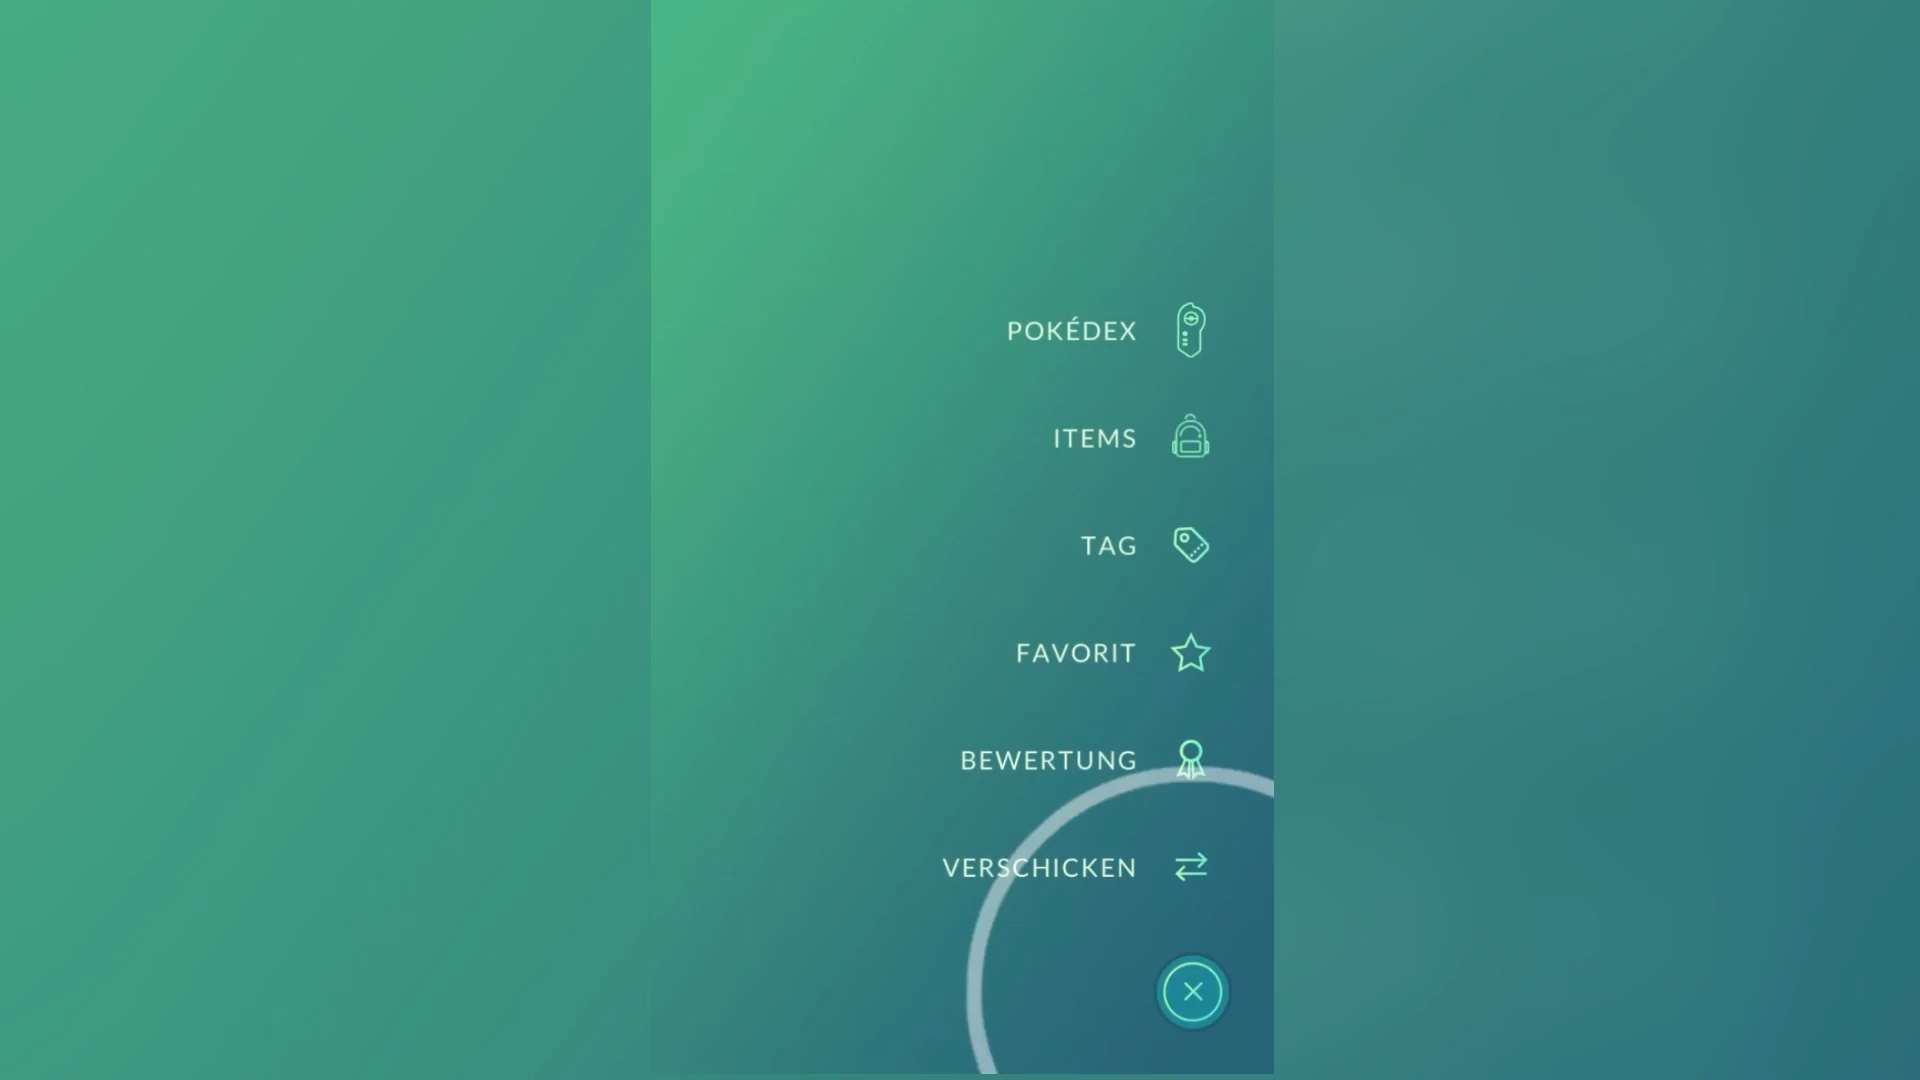 POKÉDEX
ITEMS
TAG
FAVORIT
BEWERTUNG
VERSCHICKEN